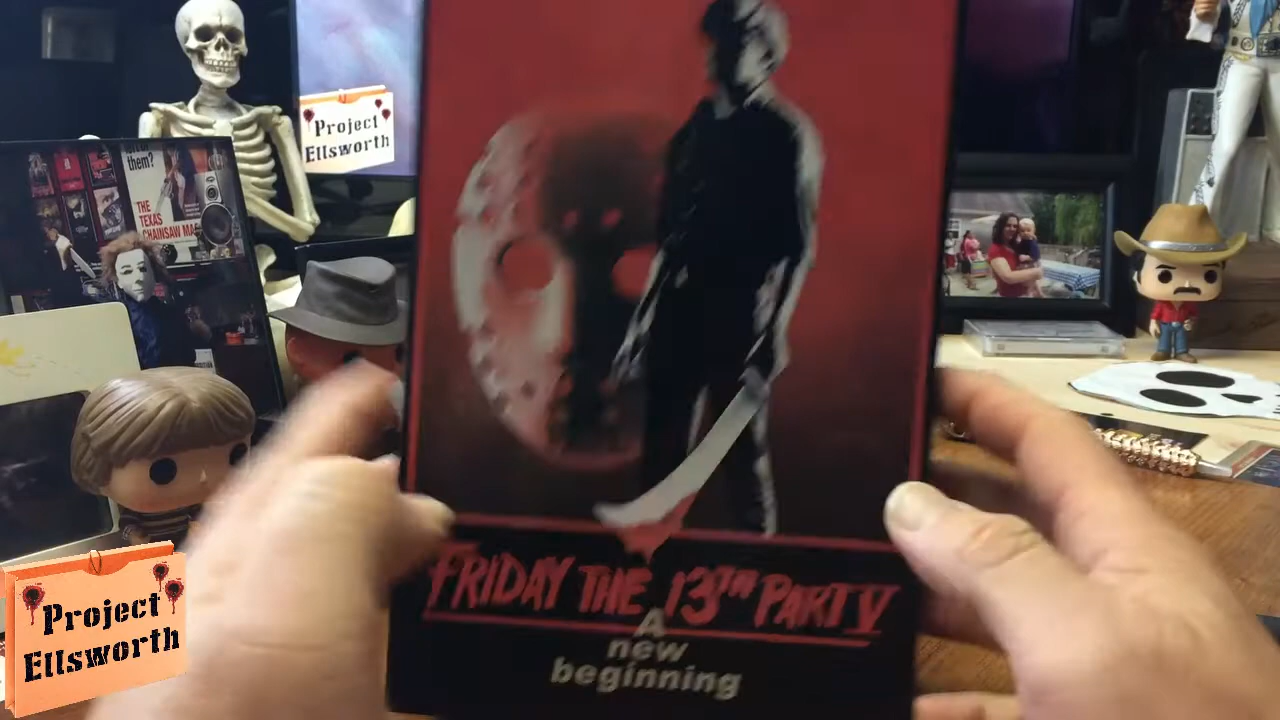 Project
Ellsworth
them?
THE
TEXAS
CHAINSAW MA
FRIDAY THE 13TH PART V
A
new
beginning
Project
Ellsworth